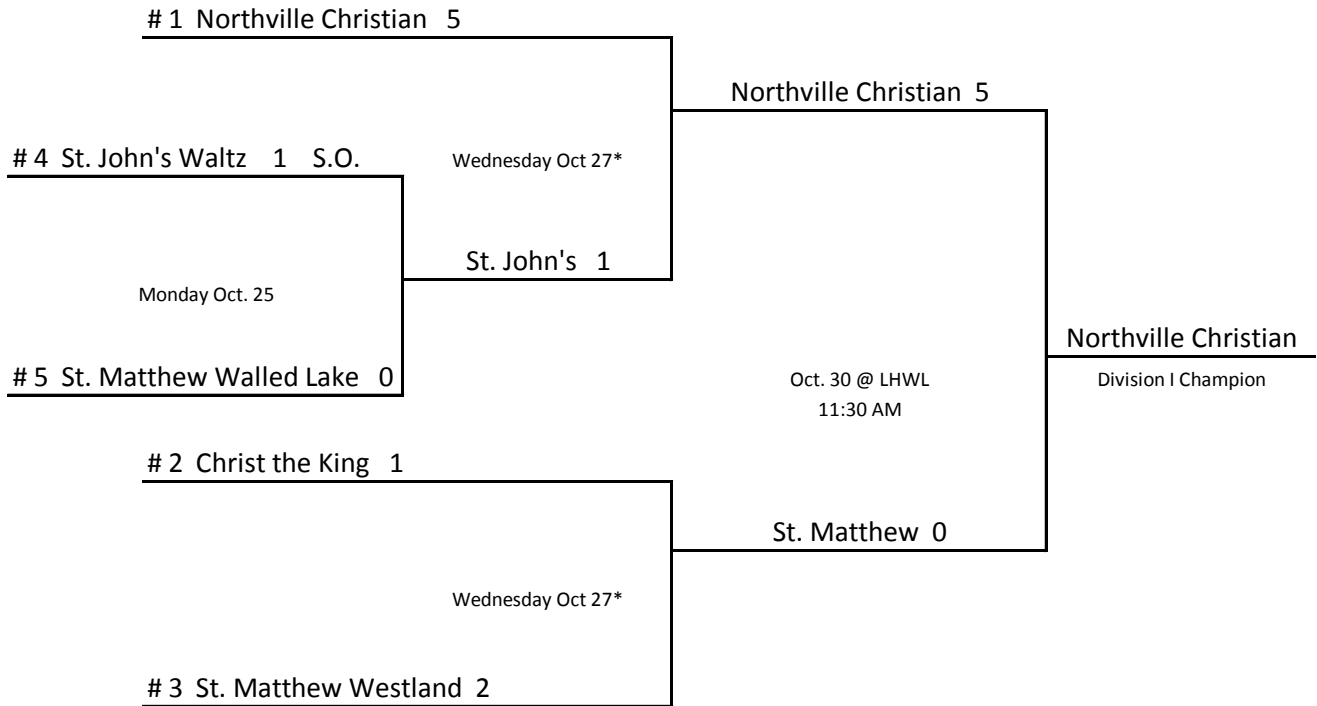 # 1 Northville Christian 5
Northville Christian 5
# 4 St. John's Waltz 1 S.O.
Wednesday Oct 27*
St. John's 1
Monday Oct. 25
Northville Christian
# 5 St. Matthew Walled Lake 0
Oct. 30 @ LHWL
Division I Champion
11:30 AM
# 2 Christ the King 1
St. Matthew 0
Wednesday Oct 27*
# 3 St. Matthew Westland 2